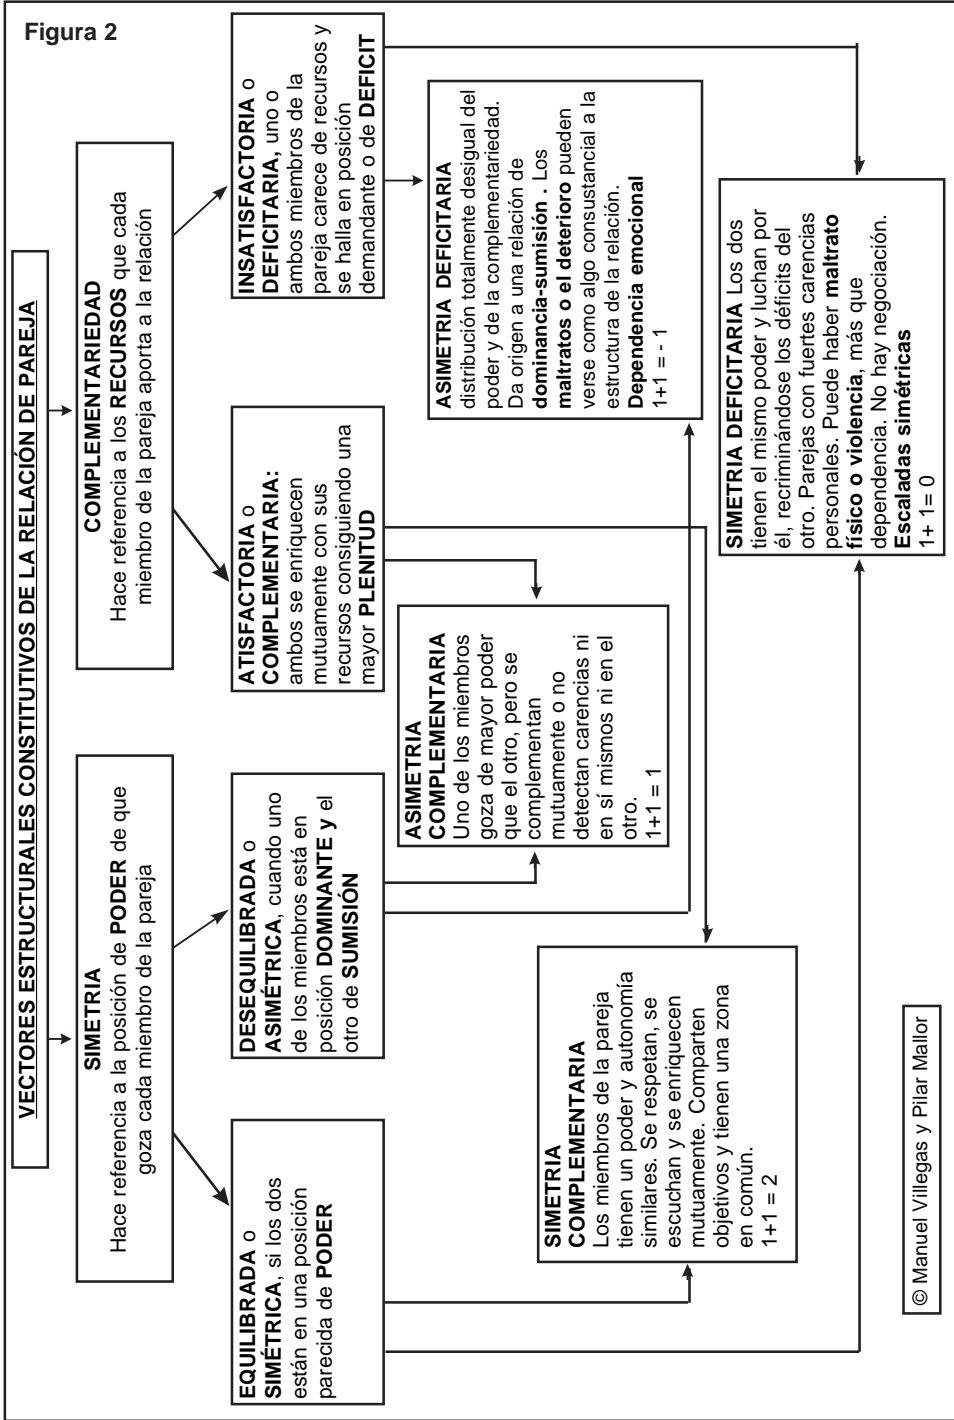 Figura 2
VECTORES ESTRUCTURALES CONSTITUTIVOS DE LA RELACIÓN DE PAREJA
SIMETRIA
Hace referencia a la posición de PODER de que
goza cada miembro de la pareja
COMPLEMENTARIEDAD
Hace referencia a los RECURSOS que cada
miembro de la pareja aporta a la relación
EQUILIBRADA o
SIMÉTRICA, si los dos
están en una posición
parecida de PODER
DESEQUILIBRADA o
ASIMÉTRICA, cuando uno
de los miembros está en
posición DOMINANTE y el
otro de SUMISIÓN
ATISFACTORIA o
COMPLEMENTARIA:
ambos se enriquecen
mutuamente con sus
recursos consiguiendo una
mayor PLENITUD
INSATISFACTORIA o
DEFICITARIA, uno o
ambos miembros de la
pareja carece de recursos y
se halla en posición
demandante o de DEFICIT
ASIMETRIA
COMPLEMENTARIA
Uno de los miembros
goza de mayor poder
que el otro, pero se
complementan
mutuamente o no
detectan carencias ni
en sí mismos ni en el
otro.
1+1 = 1
ASIMETRIA DEFICITARIA
distribución totalmente desigual del
poder y de la complementariedad.
Da origen a una relación de
dominancia-sumisión . Los
maltratos o el deterioro pueden
verse como algo consustancial a la
estructura de la relación.
Dependencia emocional
1+1 = - 1
SIMETRIA
COMPLEMENTARIA
Los miembros de la pareja
tienen un poder y autonomía
similares. Se respetan, se
escuchan y se enriquecen
mutuamente. Comparten
objetivos y tienen una zona
en común.
1+1 = 2
SIMETRIA DEFICITARIA Los dos
tienen el mismo poder y luchan por
él, recriminándose los déficits del
otro. Parejas con fuertes carencias
personales. Puede haber maltrato
físico o violencia, más que
dependencia. No hay negociación.
Escaladas simétricas
1+ 1= 0
© Manuel Villegas y Pilar Mallor